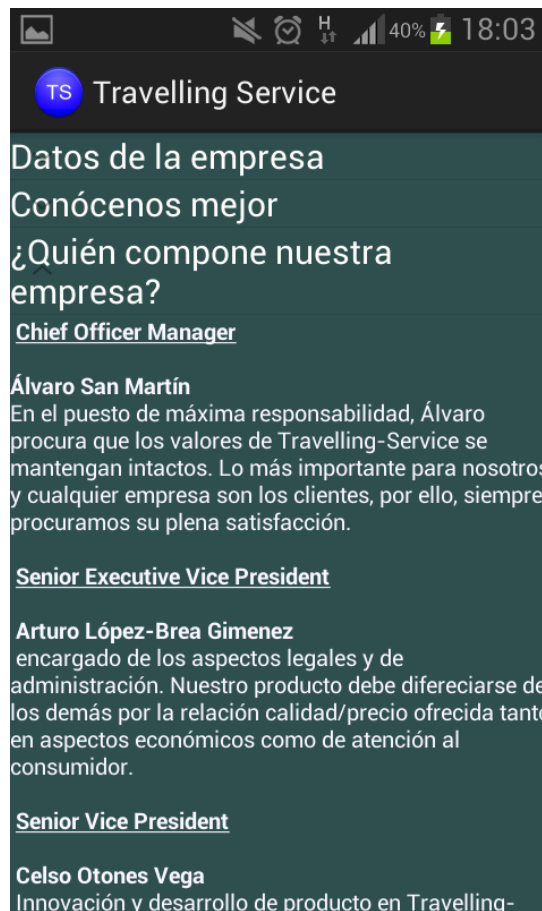 H 40% 18:03
TS Travelling Service
Datos de la empresa
Conócenos mejor
¿Quién compone nuestra
empresa?
Chief Officer Manager
Álvaro San Martín
En el puesto de máxima responsabilidad, Álvaro
procura que los valores de Travelling-Service se
mantengan intactos. Lo más importante para nosotros
y cualquier empresa son los clientes, por ello, siempre
procuramos su plena satisfacción.
Senior Executive Vice President
Arturo López-Brea Gimenez
encargado de los aspectos legales y de
administración. Nuestro producto debe difereciarse de
los demás por la relación calidad/precio ofrecida tanto
en aspectos económicos como de atención al
consumidor.
Senior Vice President
Celso Otones Vega
Innovación y desarrollo de producto en Travelling-